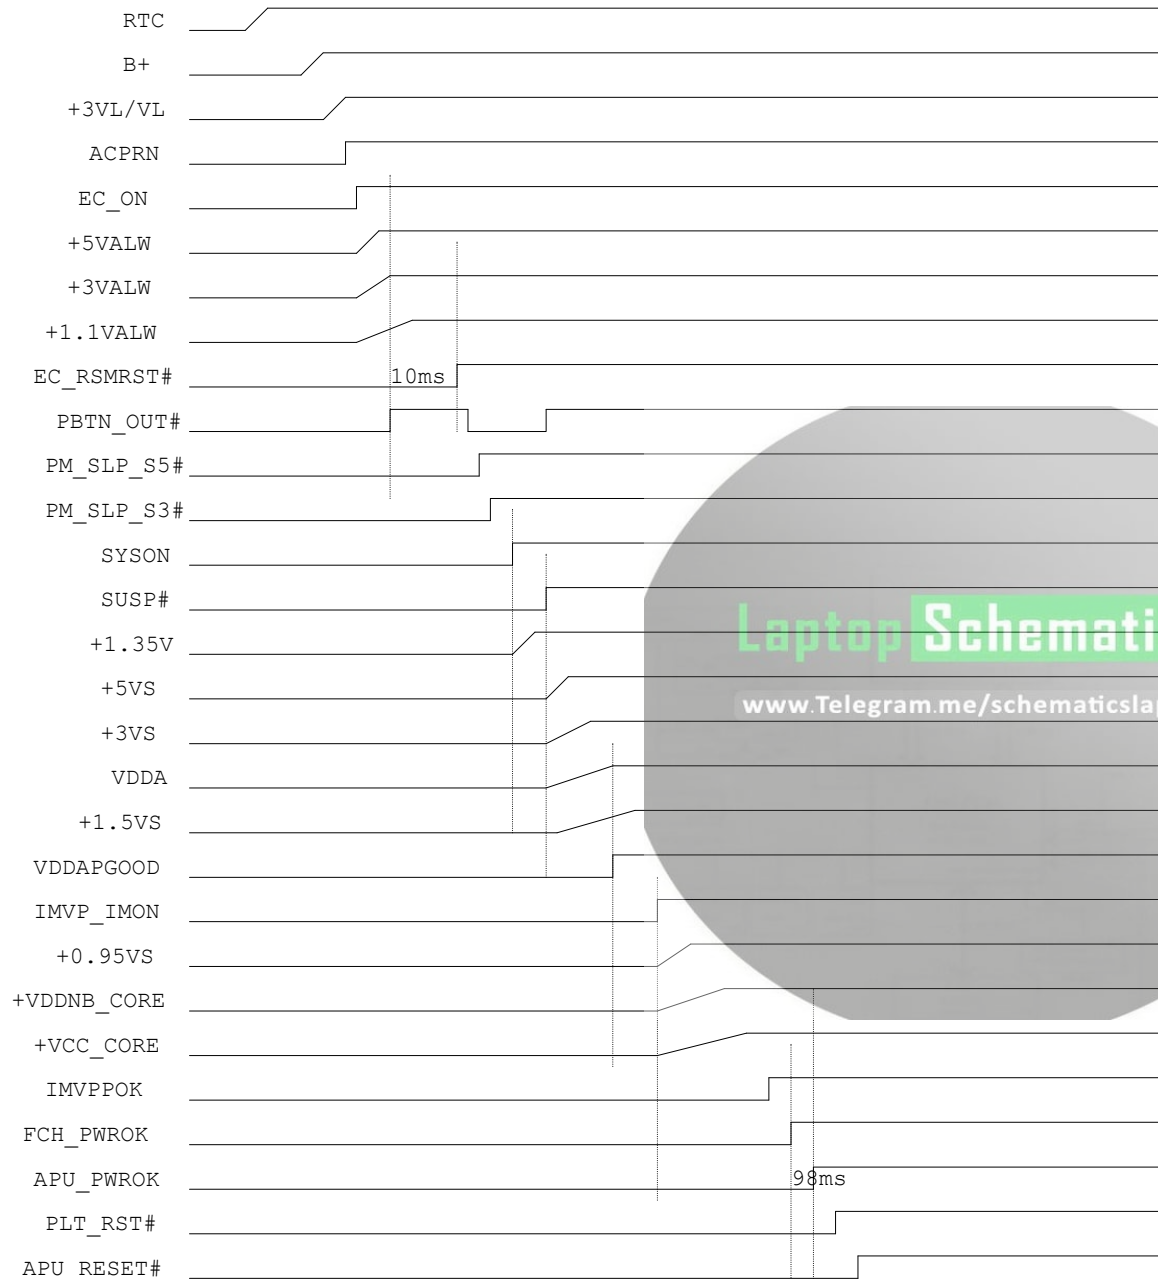 RTC
B+
+3VL/VL
ACPRN
EC_ON
+5VALW
+3VALW
+1.1VALW
EC_RSMRST#
10ms
PBTN_OUT#
PM_SLP_S5#
PM_SLP_S3#
SYSON
SUSP#
Laptop Schemati
+1.35V
+5VS
www.Telegram.me/schematicsla
+3VS
VDDA
+1.5VS
VDDAPGOOD
IMVP_IMON
+0.95VS
+VDDNB_CORE
+VCC_CORE
IMVPPOK
FCH_PWROK
APU_PWROK
98ms
PLT_RST#
APU RESET#